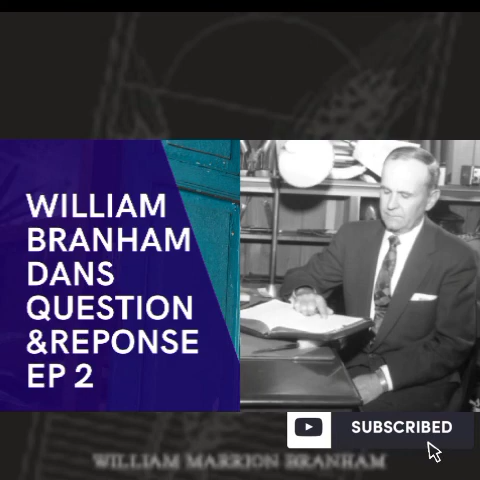 WILLIAM
BRANHAM
DANS
QUESTION
&REPONSE
EP 2
SUBSCRIBED
WILLIAM MARRION BRANHAM